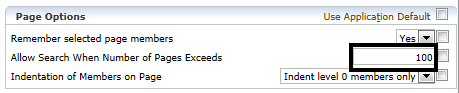 Page Options Use Application Default
Remember selected page members Yes
Allow Search When Number of Pages Exceeds 100
Indentation of Members on Page Indent level 0 members only